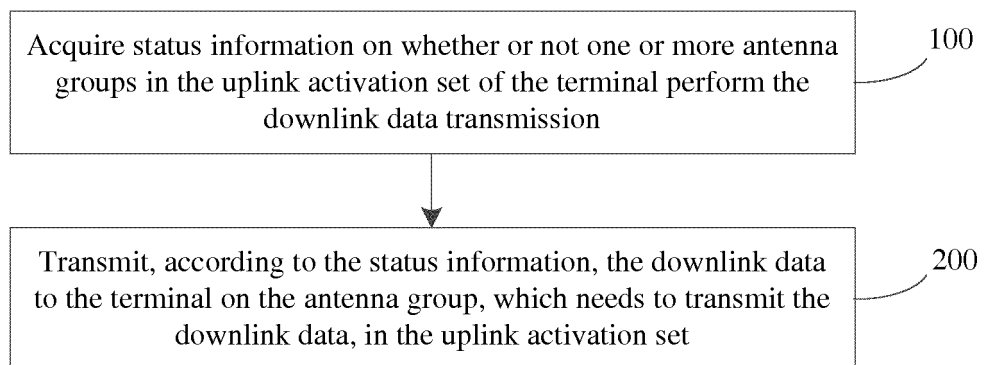 Acquire status information on whether or not one or more antenna
groups in the uplink activation set of the terminal perform the
downlink data transmission
100
Transmit, according to the status information, the downlink data
to the terminal on the antenna group, which needs to transmit the
downlink data, in the uplink activation set
200